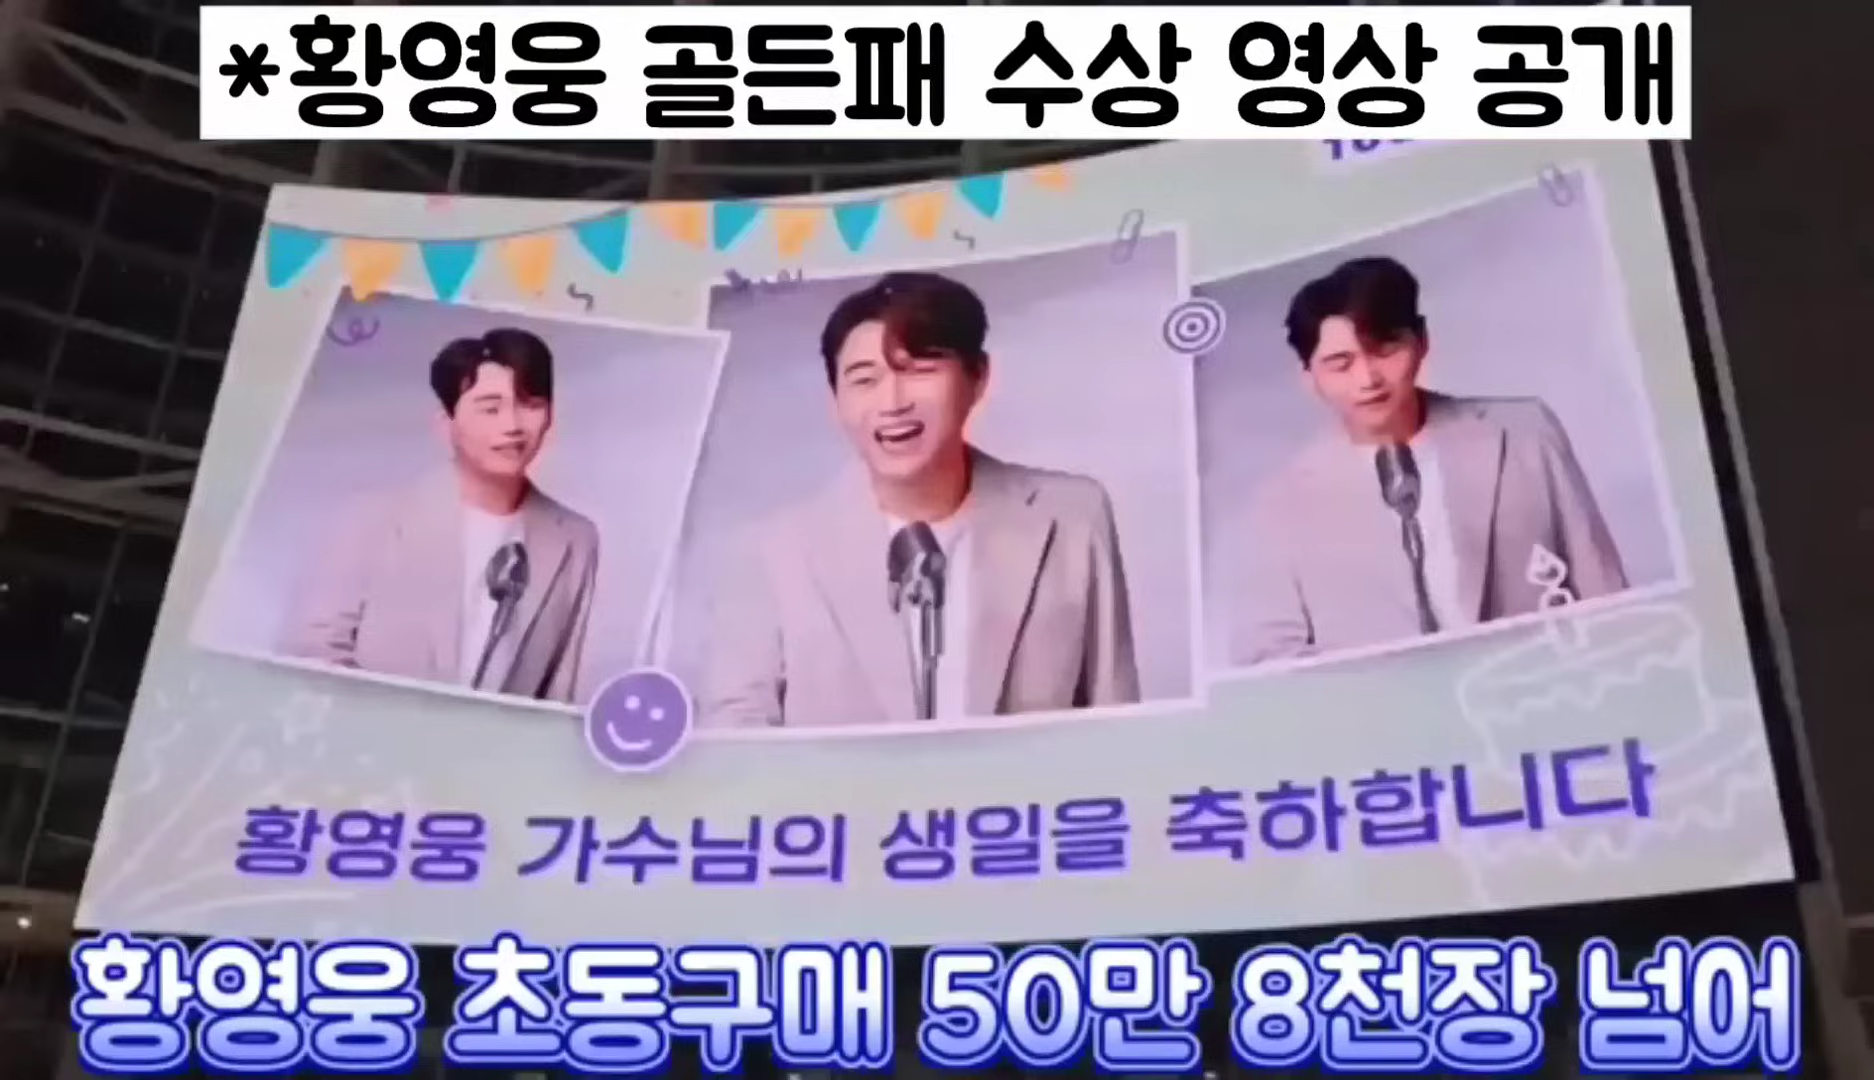 *황영웅 골든패 수상 영상 공개
황영웅 가수님의 생일을 축하합니다
황영웅 초동구매 50만 8천장 넘어